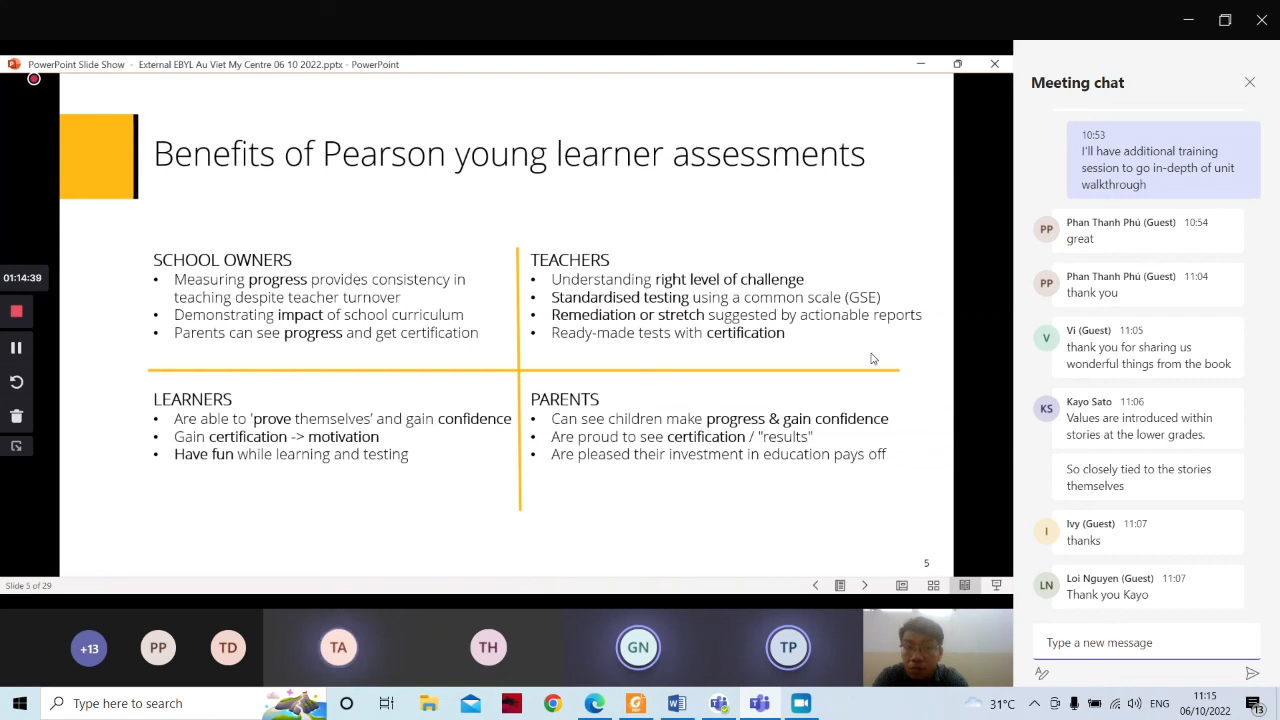 PowerPoint Slide Show - External EBYL Au Viet My Centre 06 10 2022.pptx - PowerPoint
Benefits of Pearson young learner assessments
SCHOOL OWNERS
• Measuring progress provides consistency in
teaching despite teacher turnover
• Demonstrating impact of school curriculum
• Parents can see progress and get certification
TEACHERS
• Understanding right level of challenge
• Standardised testing using a common scale (GSE)
• Remediation or stretch suggested by actionable reports
• Ready-made tests with certification
LEARNERS
• Are able to 'prove themselves' and gain confidence
• Gain certification -> motivation
• Have fun while learning and testing
PARENTS
• Can see children make progress & gain confidence
• Are proud to see certification / "results"
• Are pleased their investment in education pays off
5
Slide 5 of 29
01:14:39
+13
PP
TD
TA
TH
GN
TP
Meeting chat
10:53
I'll have additional training
session to go in-depth of unit
walkthrough
PP
Phan Thanh Phú (Guest) 10:54
great
PP
Phan Thanh Phú (Guest) 11:04
thank you
V
Vi (Guest) 11:05
thank you for sharing us
wonderful things from the book
KS
Kayo Sato 11:06
Values are introduced within
stories at the lower grades.
So closely tied to the stories
themselves
I
Ivy (Guest) 11:07
thanks
LN
Loi Nguyen (Guest) 11:07
Thank you Kayo
Type a new message
Type here to search
31°C
11:15
06/10/2022
13